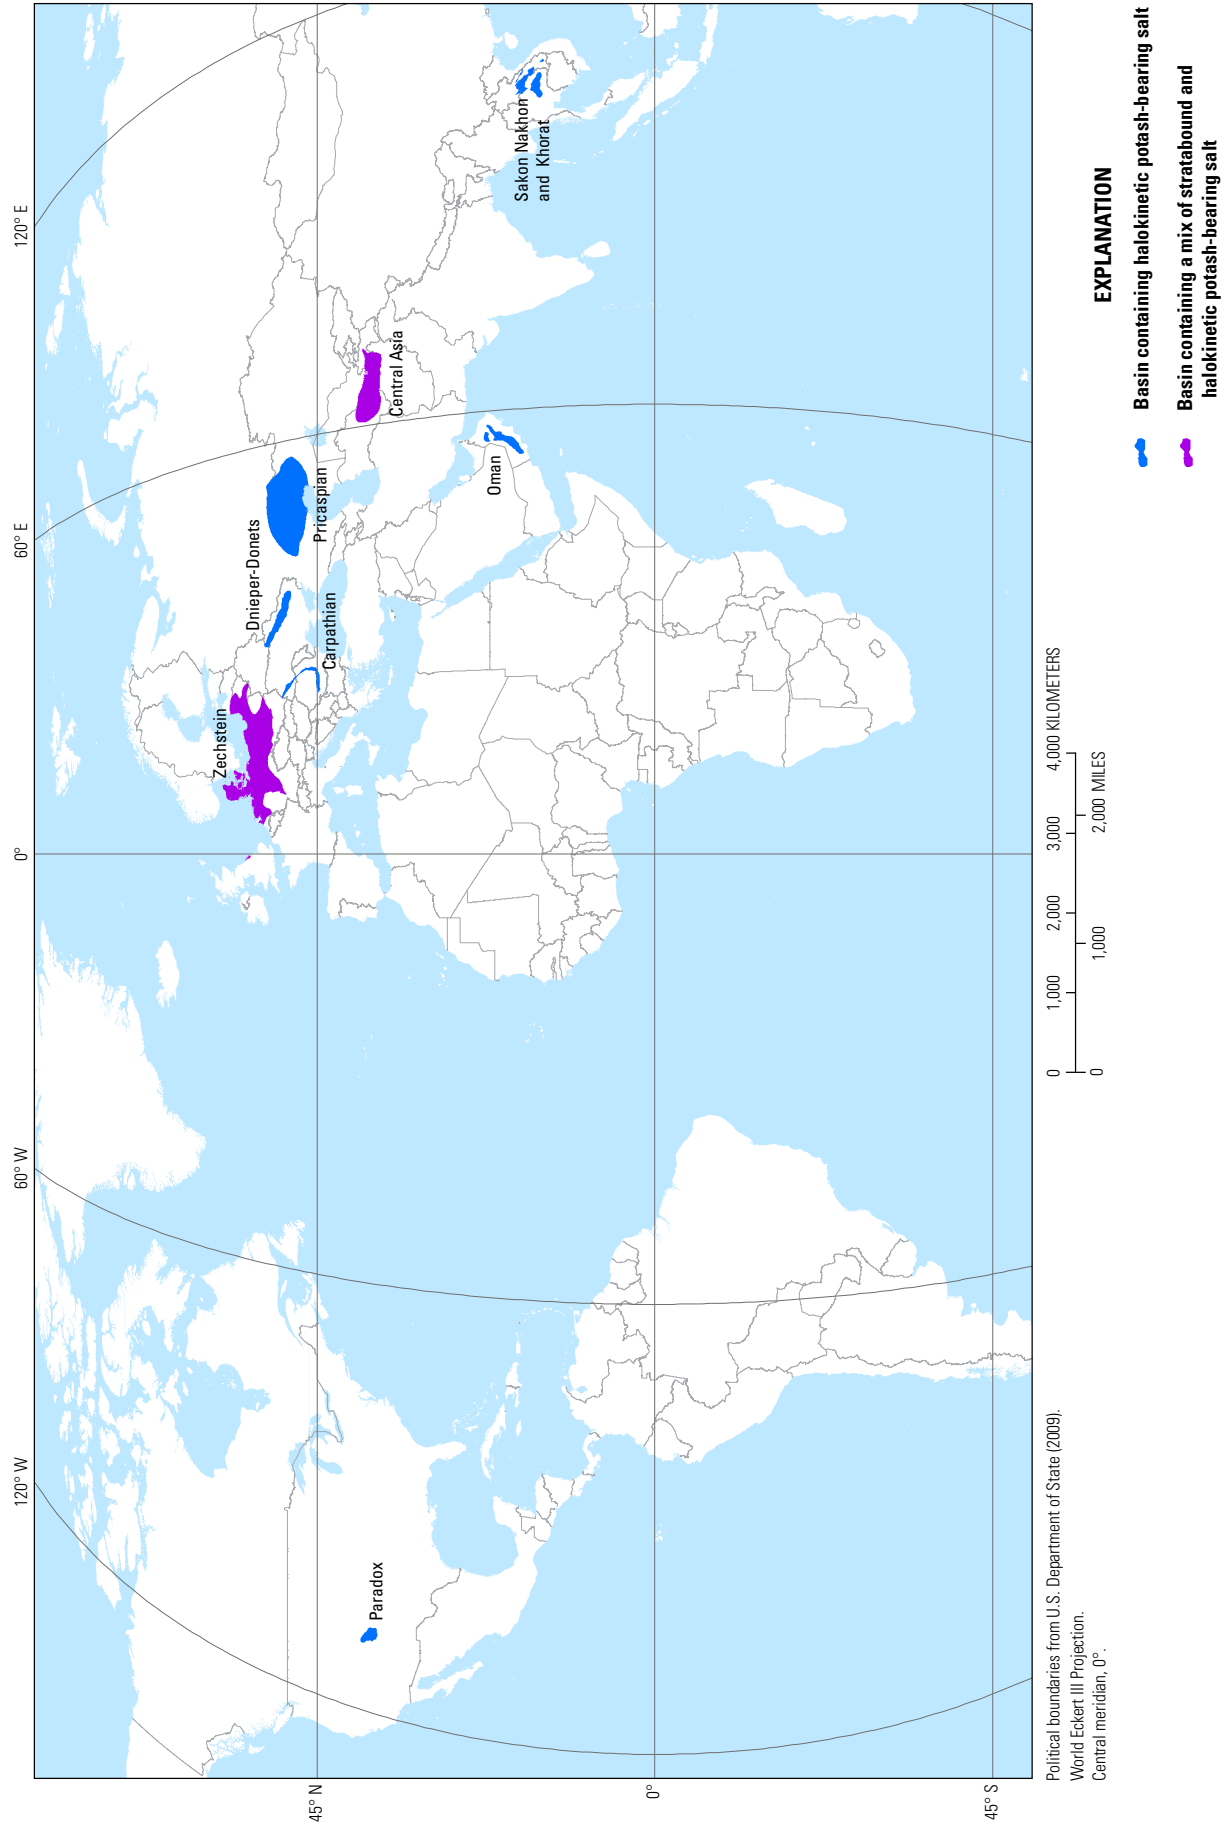 120° W
60° W
0°
60° E
120° E
45° N
0°
45° S
Paradox
Zechstein
Carpathian
Dnieper-Donets
Pricaspian
Oman
Central Asia
Sakon Nakhon
and Khorat
Political boundaries from U.S. Department of State (2009).
World Eckert III Projection.
Central meridian, 0°.
0 1,000 2,000 3,000 4,000 KILOMETERS
0 1,000 2,000 MILES
EXPLANATION
Basin containing halokinetic potash-bearing salt
Basin containing a mix of stratabound and
halokinetic potash-bearing salt